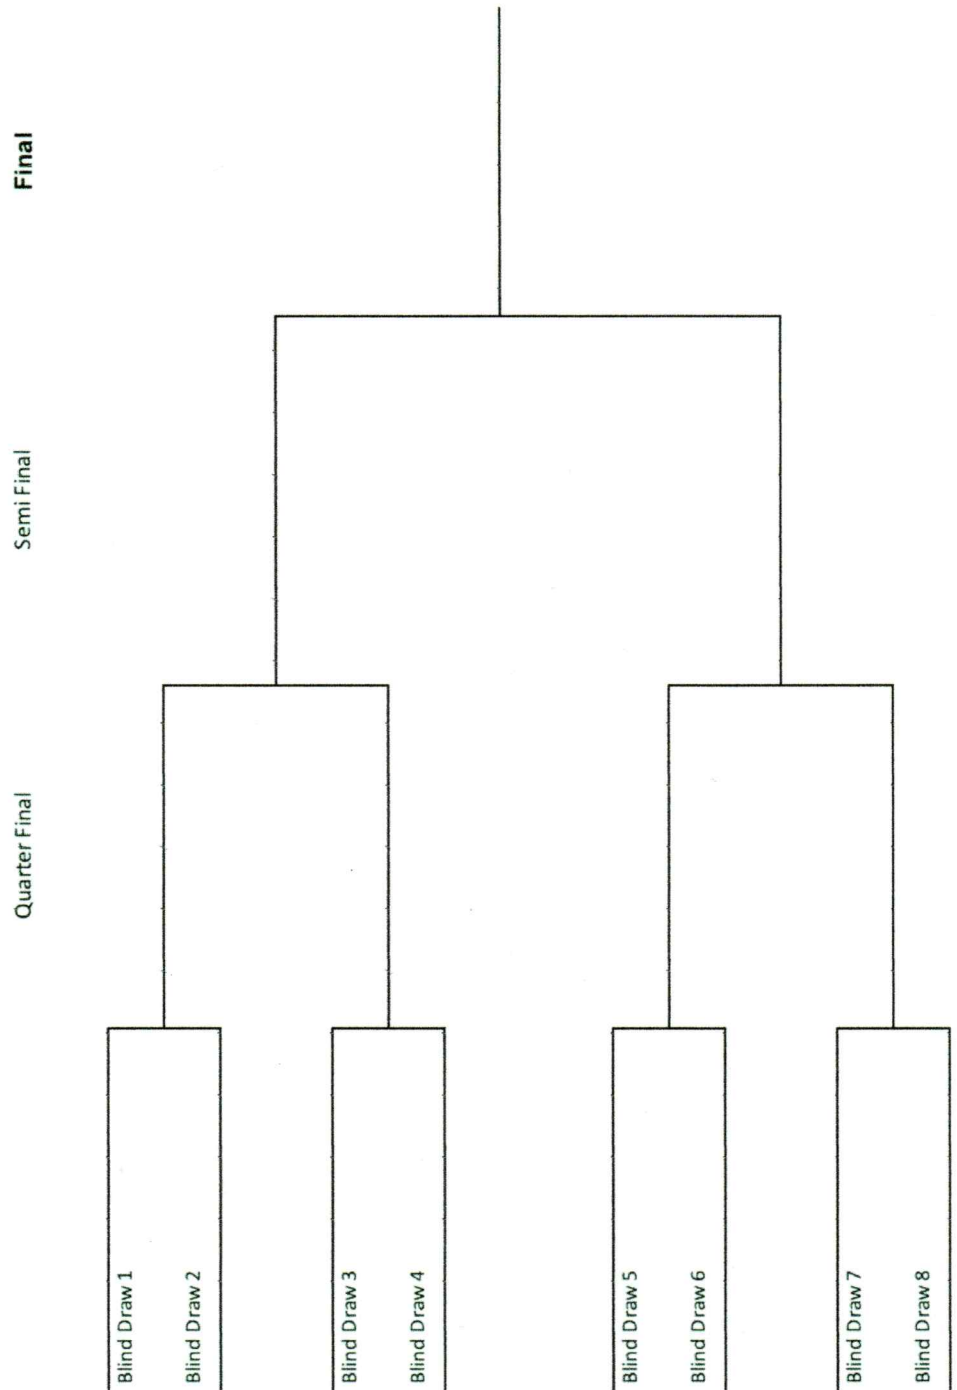 Quarter Final
Semi Final
Final
Blind Draw 1
Blind Draw 2
Blind Draw 3
Blind Draw 4
Blind Draw 5
Blind Draw 6
Blind Draw 7
Blind Draw 8